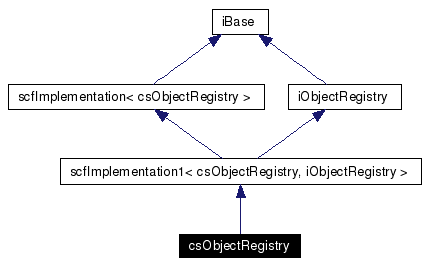 iBase
scfImplementation< csObjectRegistry >
iObjectRegistry
scfImplementation1< csObjectRegistry, iObjectRegistry >
csObjectRegistry